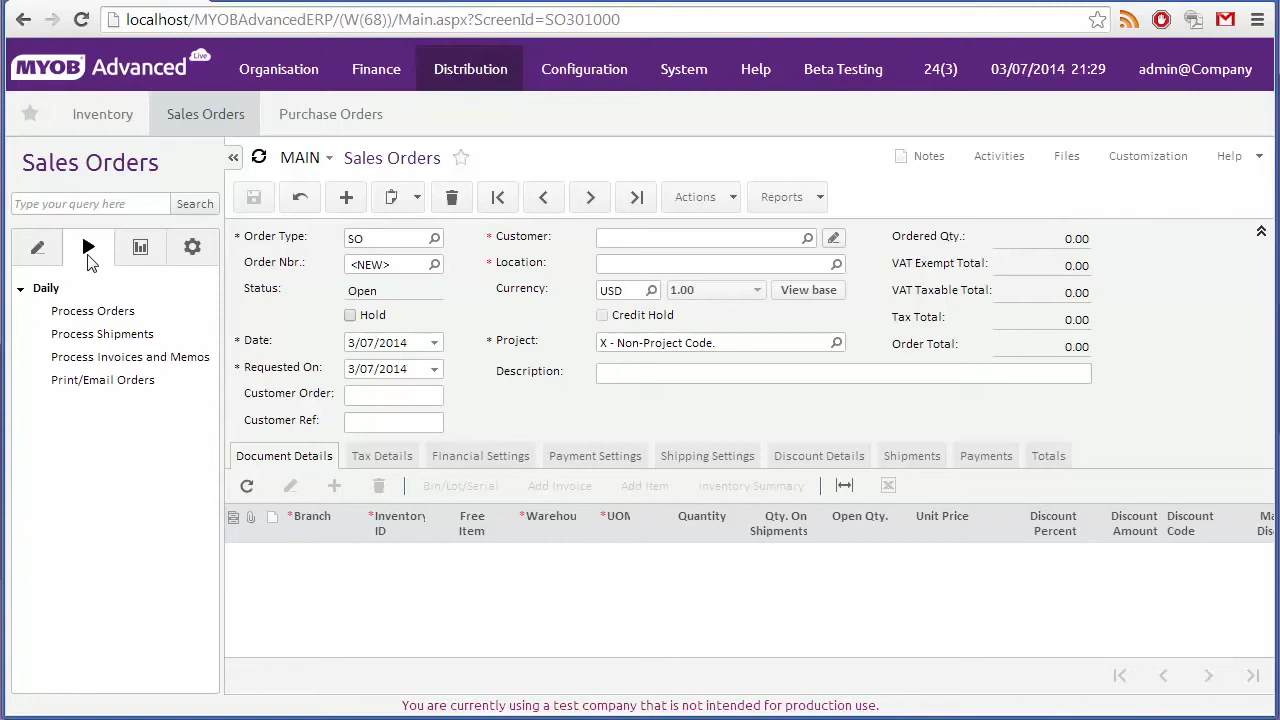 localhost/MYOBAdvancedERP/(W(68))/Main.aspx?ScreenId=SO301000
MYOB Advanced Live Organisation Finance Distribution Configuration System Help Beta Testing 24(3) 03/07/2014 21:29 admin@Company
Inventory Sales Orders Purchase Orders
Sales Orders
Type your query here Search
Daily
Process Orders
Process Shipments
Process Invoices and Memos
Print/Email Orders
MAIN Sales Orders Notes Activities Files Customization Help
Actions Reports
* Order Type: SO * Customer: Ordered Qty.: 0.00
Order Nbr.: <NEW> * Location: VAT Exempt Total: 0.00
Status: Open Currency: USD 1.00 View base VAT Taxable Total: 0.00
Hold Credit Hold Tax Total: 0.00
* Date: 3/07/2014 * Project: X - Non-Project Code. Order Total: 0.00
* Requested On: 3/07/2014 Description:
Customer Order:
Customer Ref:
Document Details Tax Details Financial Settings Payment Settings Shipping Settings Discount Details Shipments Payments Totals
Bin/Lot/Serial Add Invoice Add Item Inventory Summary
* Branch * Inventory ID Free Item * Warehou * UON Quantity Qty. On Shipments Open Qty. Unit Price Discount Percent Discount Amount Discount Code Ma Dis
You are currently using a test company that is not intended for production use.